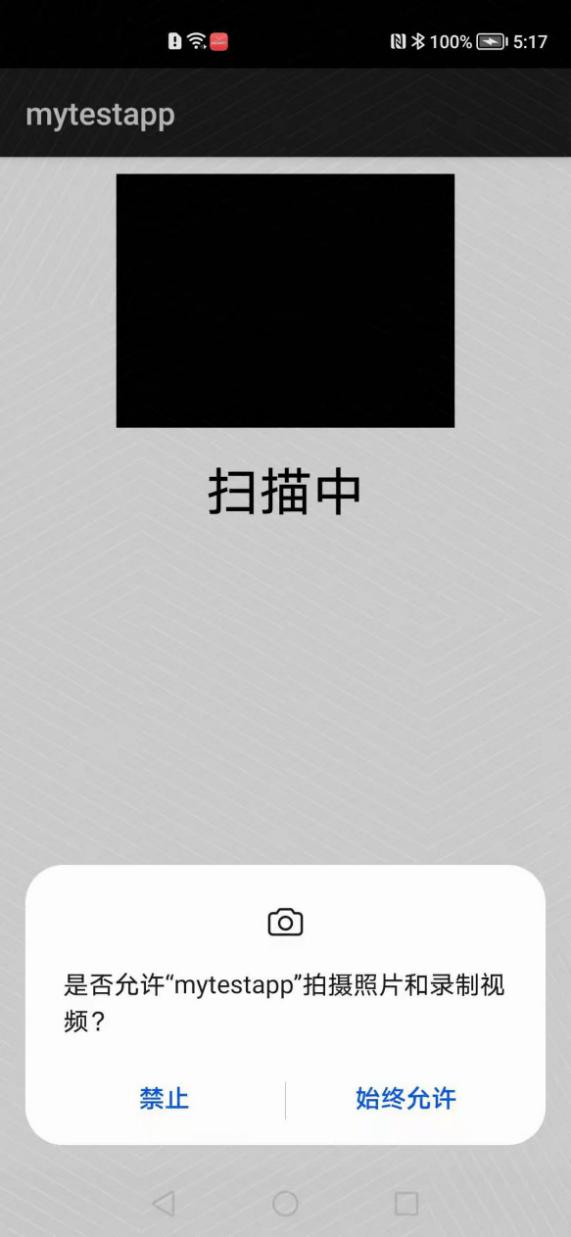 100% 5:17
mytestapp
扫描中
是否允许“mytestapp”拍摄照片和录制视
频？
禁止 始终允许